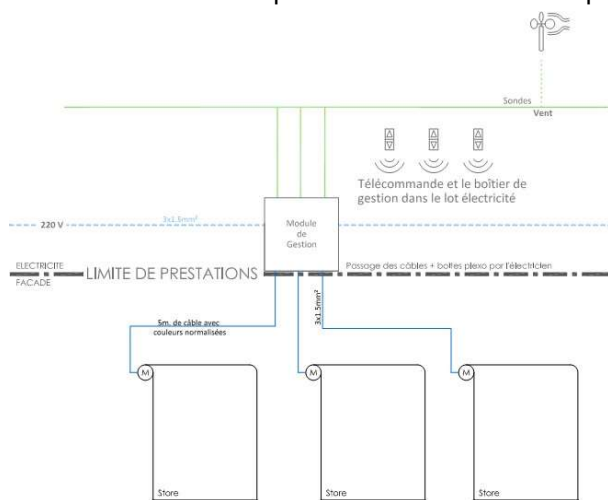 Sondes
Vent
Télécommande et le boîtier de
gestion dans le lot électricité
220 V
3x1.5mm²
Module
de
Gestion
ELECTRICITE
LIMITE DE PRESTATIONS
Passage des câbles + boîtes plexo par l'électricien
FACADE
5m. de câble avec
couleurs normalisées
3x1.5mm²
M
M
M
Store
Store
Store